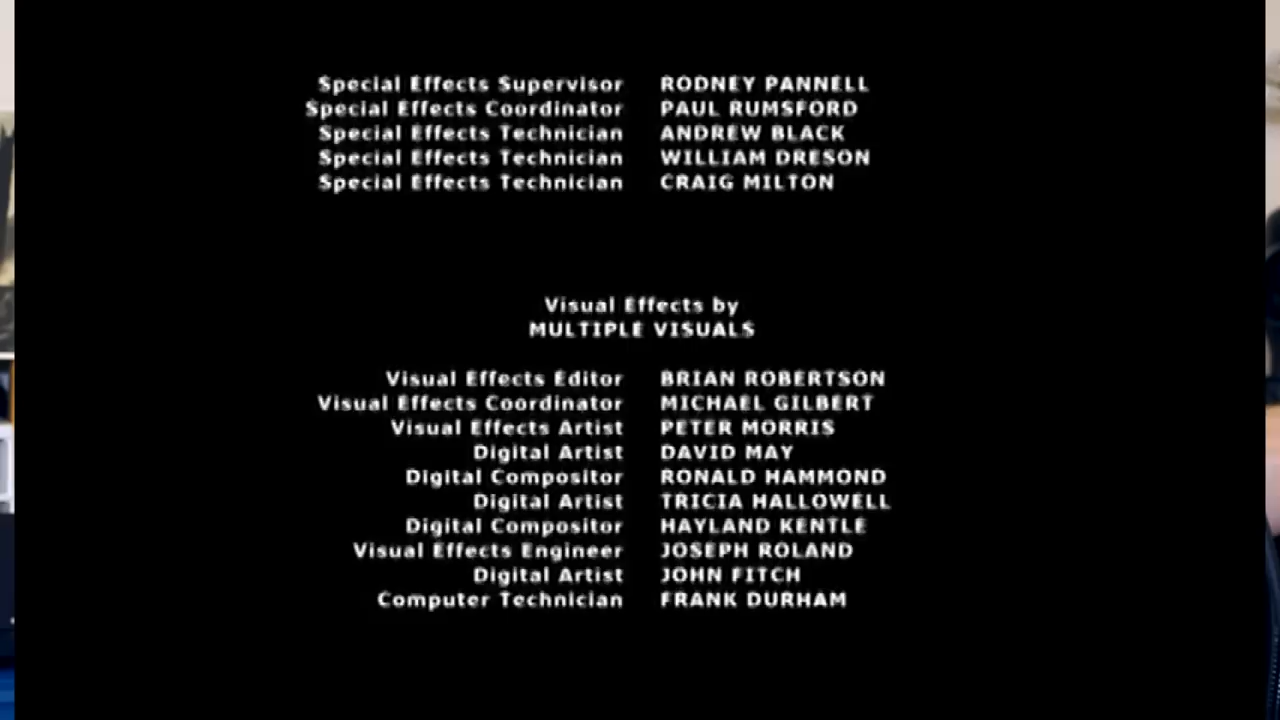 Special Effects Supervisor RODNEY PANNELL
Special Effects Coordinator PAUL RUMSFORD
Special Effects Technician ANDREW BLACK
Special Effects Technician WILLIAM DRESON
Special Effects Technician CRAIG MILTON
Visual Effects by
MULTIPLE VISUALS
Visual Effects Editor BRIAN ROBERTSON
Visual Effects Coordinator MICHAEL GILBERT
Visual Effects Artist PETER MORRIS
Digital Artist DAVID MAY
Digital Compositor RONALD HAMMOND
Digital Artist TRICIA HALLOWELL
Digital Compositor HAYLAND KENTLE
Visual Effects Engineer JOSEPH ROLAND
Digital Artist JOHN FITCH
Computer Technician FRANK DURHAM